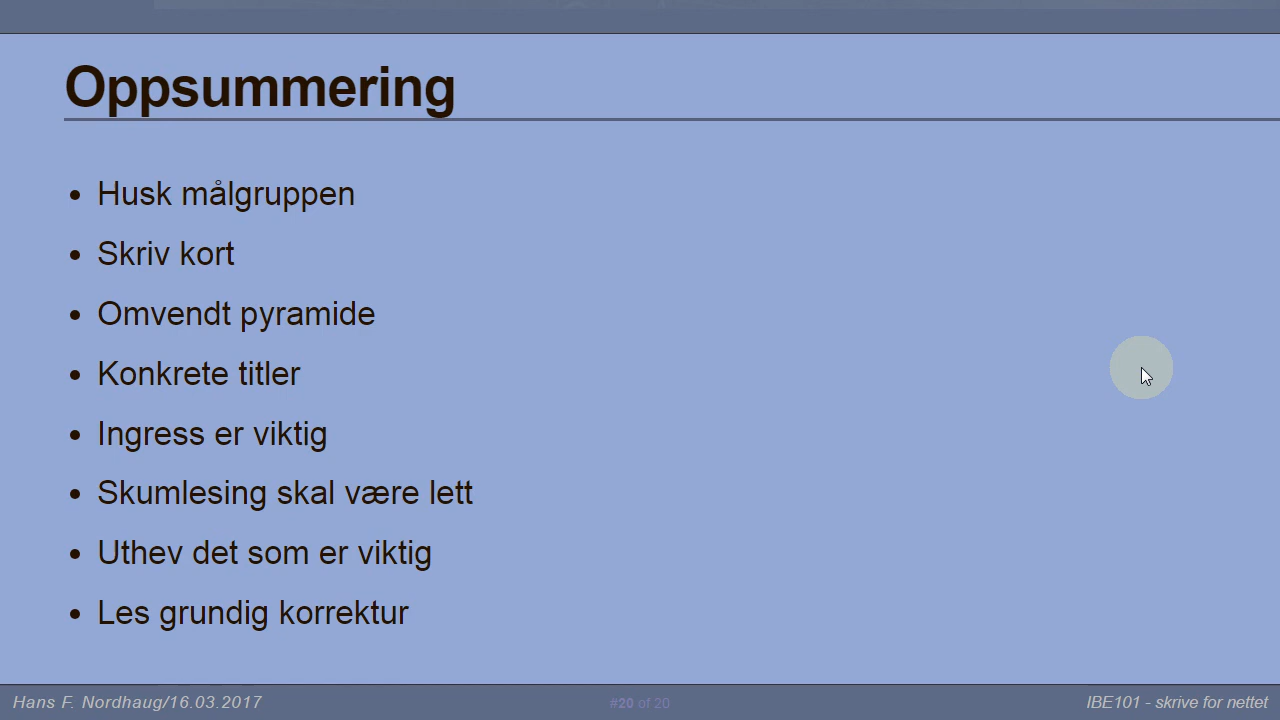 Oppsummering
Husk målgruppen
Skriv kort
Omvendt pyramide
Konkrete titler
Ingress er viktig
Skumlesing skal være lett
Uthev det som er viktig
Les grundig korrektur
Hans F. Nordhaug/16.03.2017
#20 of 20
IBE101 - skrive for nettet